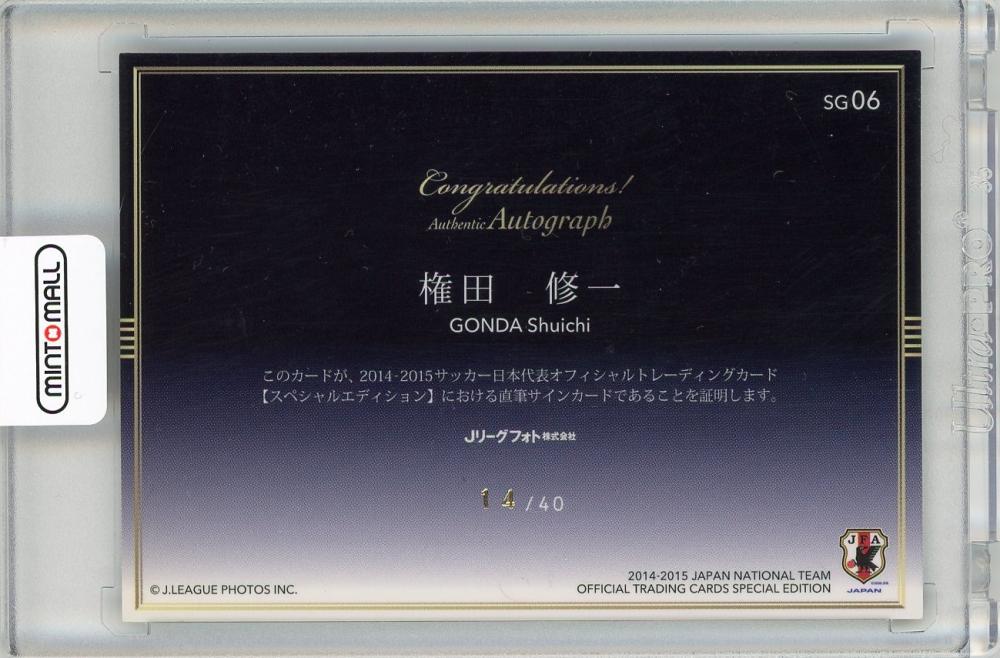 SG06
Congratulations!
Authentic Autograph
権田 修一
GONDA Shuichi
このカードが、2014-2015サッカー日本代表オフィシャルトレーディングカード
【スペシャルエディション】における直筆サインカードであることを証明します。
Jリーグフォト株式会社
14/40
JFA
JAPAN
2014-2015 JAPAN NATIONAL TEAM
OFFICIAL TRADING CARDS SPECIAL EDITION
© J.LEAGUE PHOTOS INC.
MINTOMALL
Ultra•PRO®
35